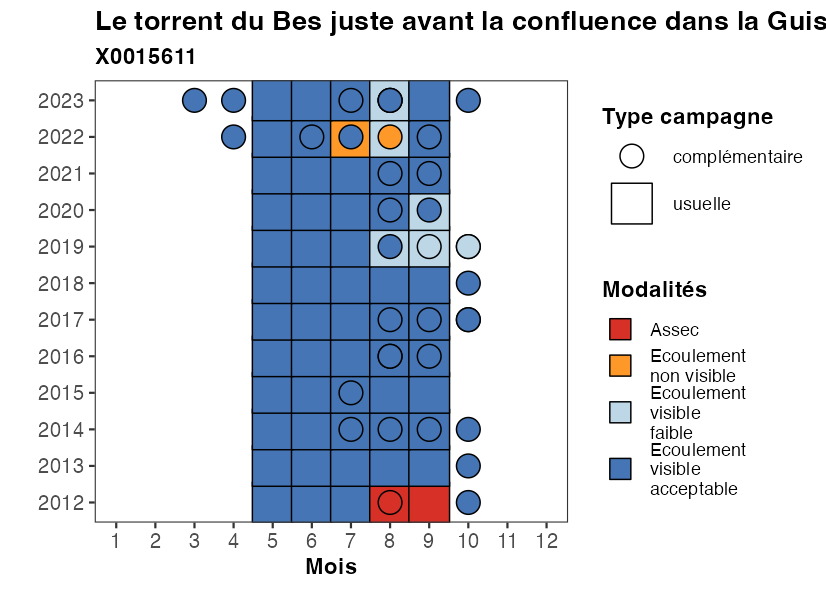 Le torrent du Bes juste avant la confluence dans la Guis
X0015611
2023
2022
2021
2020
2019
2018
2017
2016
2015
2014
2013
2012
1 2 3 4 5 6 7 8 9 10 11 12
Mois
Type campagne
complémentaire
usuelle
Modalités
Assec
Ecoulement
non visible
Ecoulement
visible
faible
Ecoulement
visible
acceptable